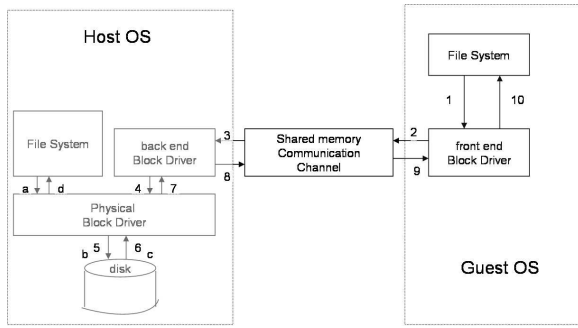 Host OS
File System
1
10
File System
back end
Block Driver
3
8
Shared memory
Communication
Channel
2
9
front end
Block Driver
a
d
4
7
Physical
Block Driver
b
5
6
c
disk
Guest OS